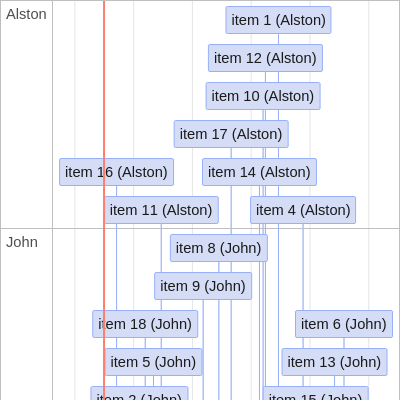 Alston
item 1 (Alston)
item 12 (Alston)
item 10 (Alston)
item 17 (Alston)
item 16 (Alston)
item 14 (Alston)
item 11 (Alston)
item 4 (Alston)
John
item 8 (John)
item 9 (John)
item 18 (John)
item 6 (John)
item 5 (John)
item 13 (John)
item 2 (John)
item 15 (John)